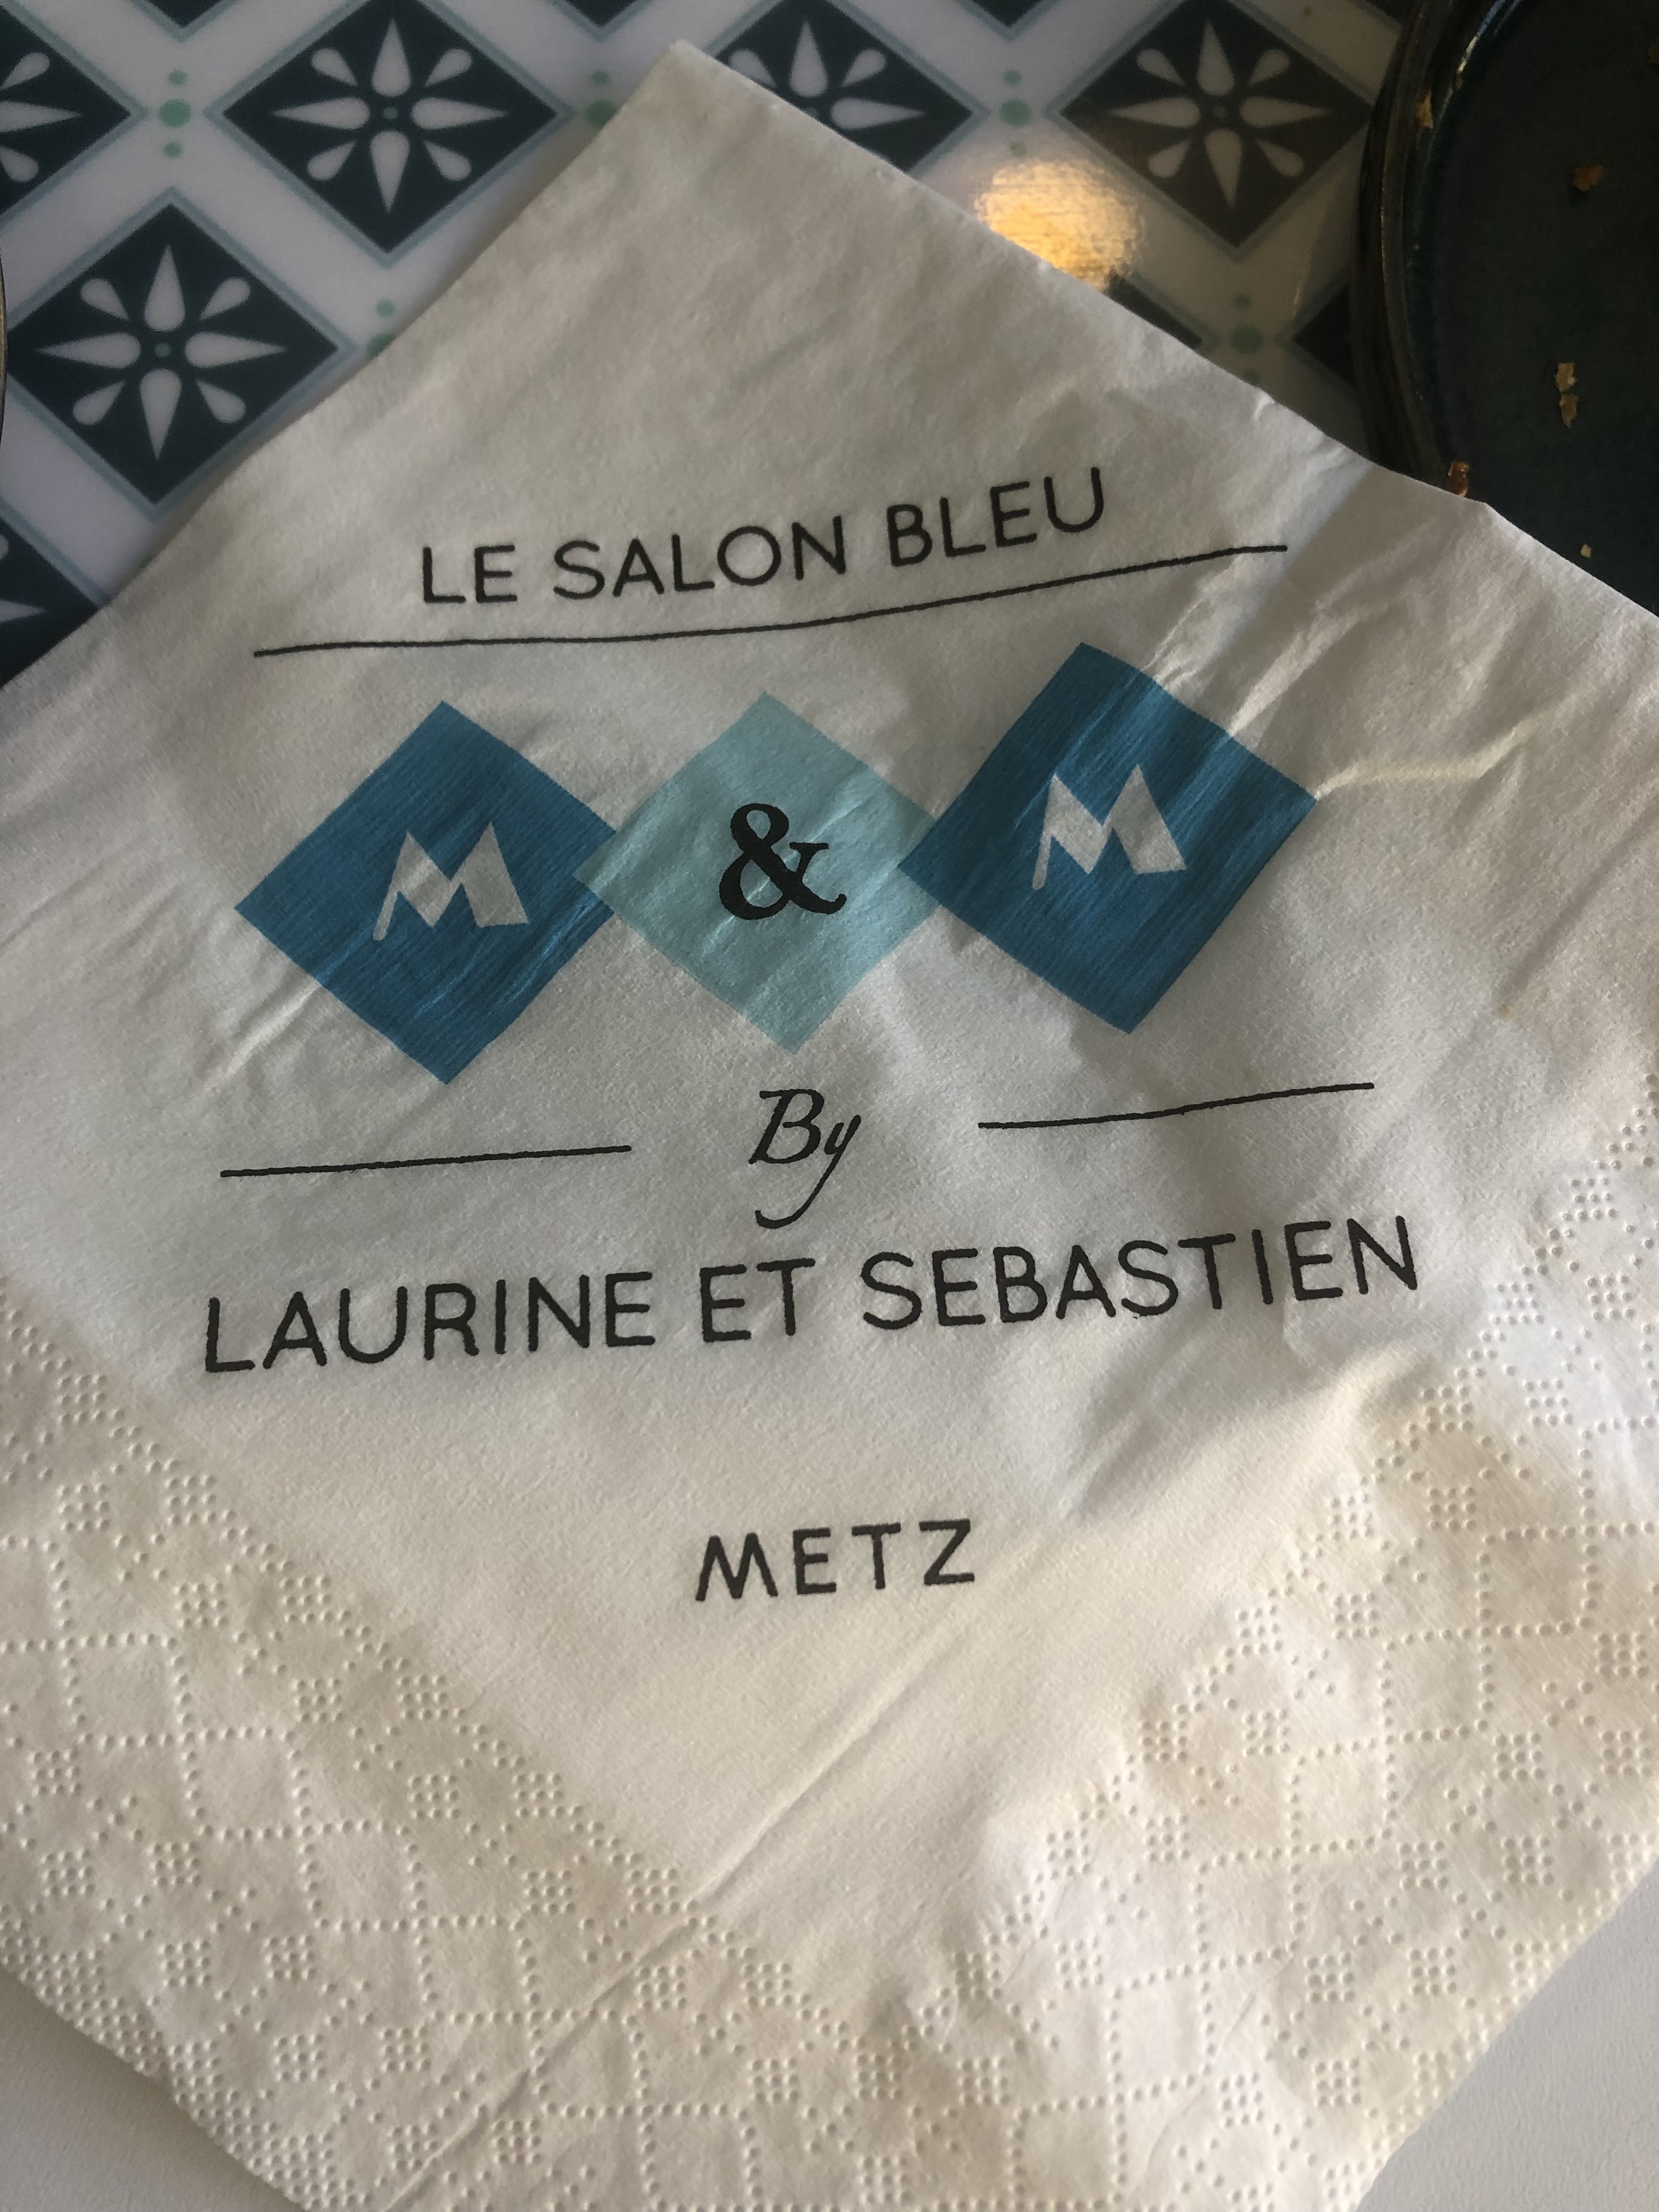 LE SALON BLEU
M & M
By
LAURINE ET SEBASTIEN
METZ